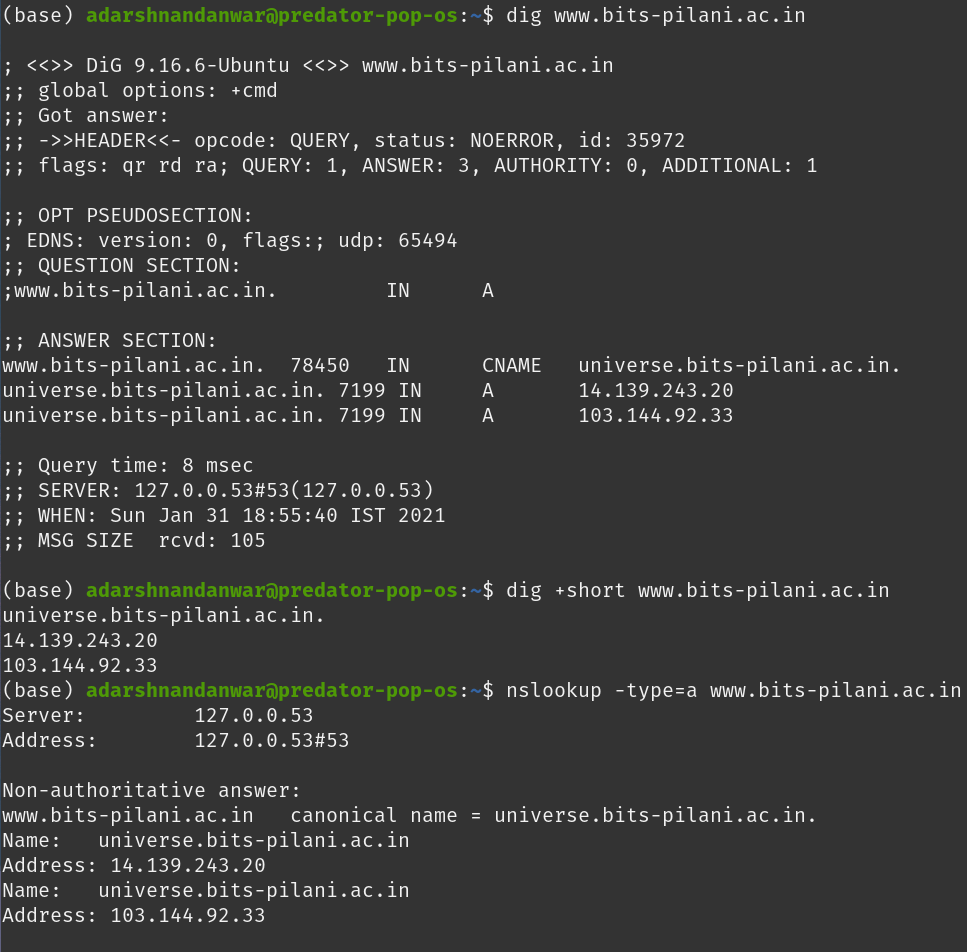 (base) adarshnandanwar@predator-pop-os:~$ dig www.bits-pilani.ac.in

; <<>> DiG 9.16.6-Ubuntu <<>> www.bits-pilani.ac.in
;; global options: +cmd
;; Got answer:
;; ->>HEADER<<- opcode: QUERY, status: NOERROR, id: 35972
;; flags: qr rd ra; QUERY: 1, ANSWER: 3, AUTHORITY: 0, ADDITIONAL: 1

;; OPT PSEUDOSECTION:
; EDNS: version: 0, flags:; udp: 65494
;; QUESTION SECTION:
;www.bits-pilani.ac.in.         IN      A

;; ANSWER SECTION:
www.bits-pilani.ac.in.  78450   IN      CNAME   universe.bits-pilani.ac.in.
universe.bits-pilani.ac.in. 7199 IN     A       14.139.243.20
universe.bits-pilani.ac.in. 7199 IN     A       103.144.92.33

;; Query time: 8 msec
;; SERVER: 127.0.0.53#53(127.0.0.53)
;; WHEN: Sun Jan 31 18:55:40 IST 2021
;; MSG SIZE  rcvd: 105

(base) adarshnandanwar@predator-pop-os:~$ dig +short www.bits-pilani.ac.in
universe.bits-pilani.ac.in.
14.139.243.20
103.144.92.33
(base) adarshnandanwar@predator-pop-os:~$ nslookup -type=a www.bits-pilani.ac.in
Server:         127.0.0.53
Address:        127.0.0.53#53

Non-authoritative answer:
www.bits-pilani.ac.in   canonical name = universe.bits-pilani.ac.in.
Name:   universe.bits-pilani.ac.in
Address: 14.139.243.20
Name:   universe.bits-pilani.ac.in
Address: 103.144.92.33